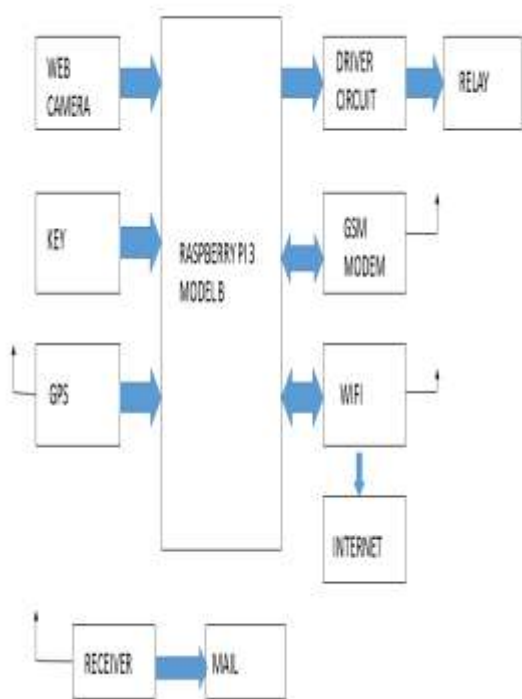 WEB
CAMERA
DRIVER
CIRCUIT
RELAY
KEY
RASPBERRY PI 3
MODEL B
GSM
MODEM
GPS
WIFI
INTERNET
RECEIVER
MAIL